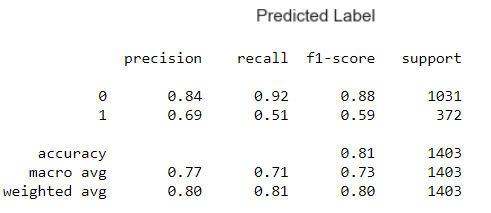 Predicted Label
precision recall f1-score support
0 0.84 0.92 0.88 1031
1 0.69 0.51 0.59 372
accuracy 0.81 1403
macro avg 0.77 0.71 0.73 1403
weighted avg 0.80 0.81 0.80 1403